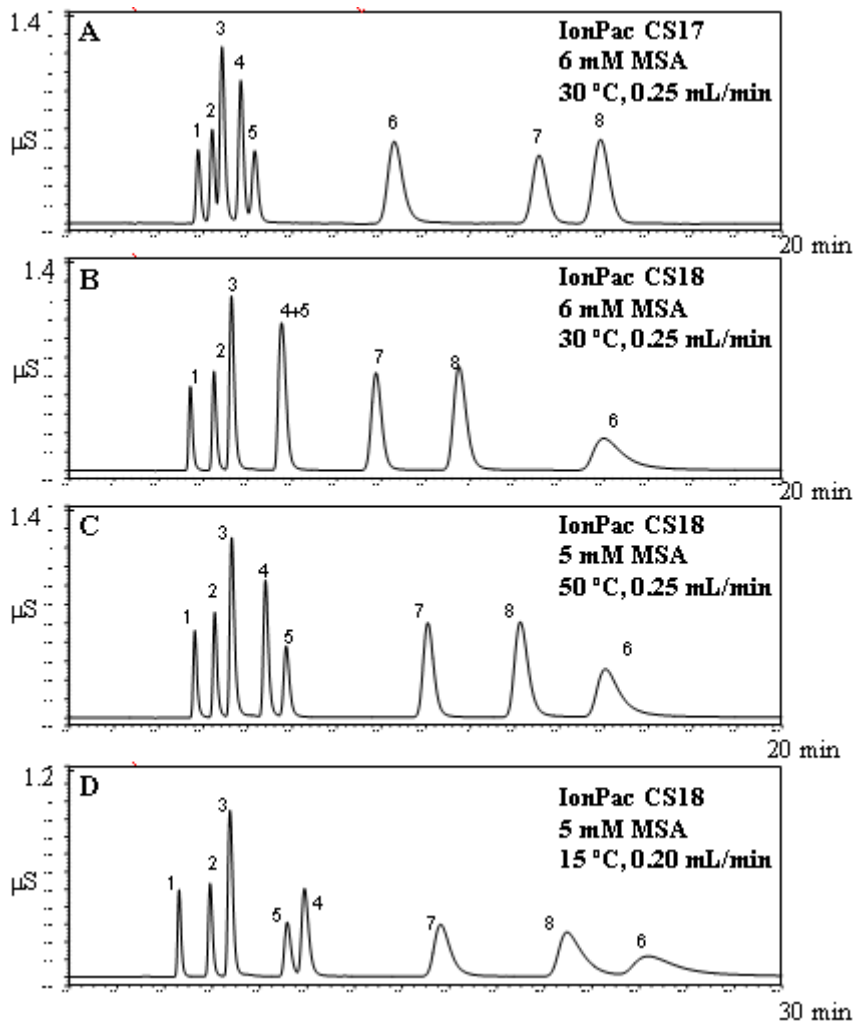 1.4
A
IonPac CS17
6 mM MSA
30 ºC, 0.25 mL/min
µS
1
2
3
4
5
6
7
8
20 min
1.4
B
IonPac CS18
6 mM MSA
30 ºC, 0.25 mL/min
µS
1
2
3
4+5
7
8
6
20 min
1.4
C
IonPac CS18
5 mM MSA
50 ºC, 0.25 mL/min
µS
1
2
3
4
5
7
8
6
20 min
1.2
D
IonPac CS18
5 mM MSA
15 ºC, 0.20 mL/min
µS
1
2
3
5
4
7
8
6
30 min